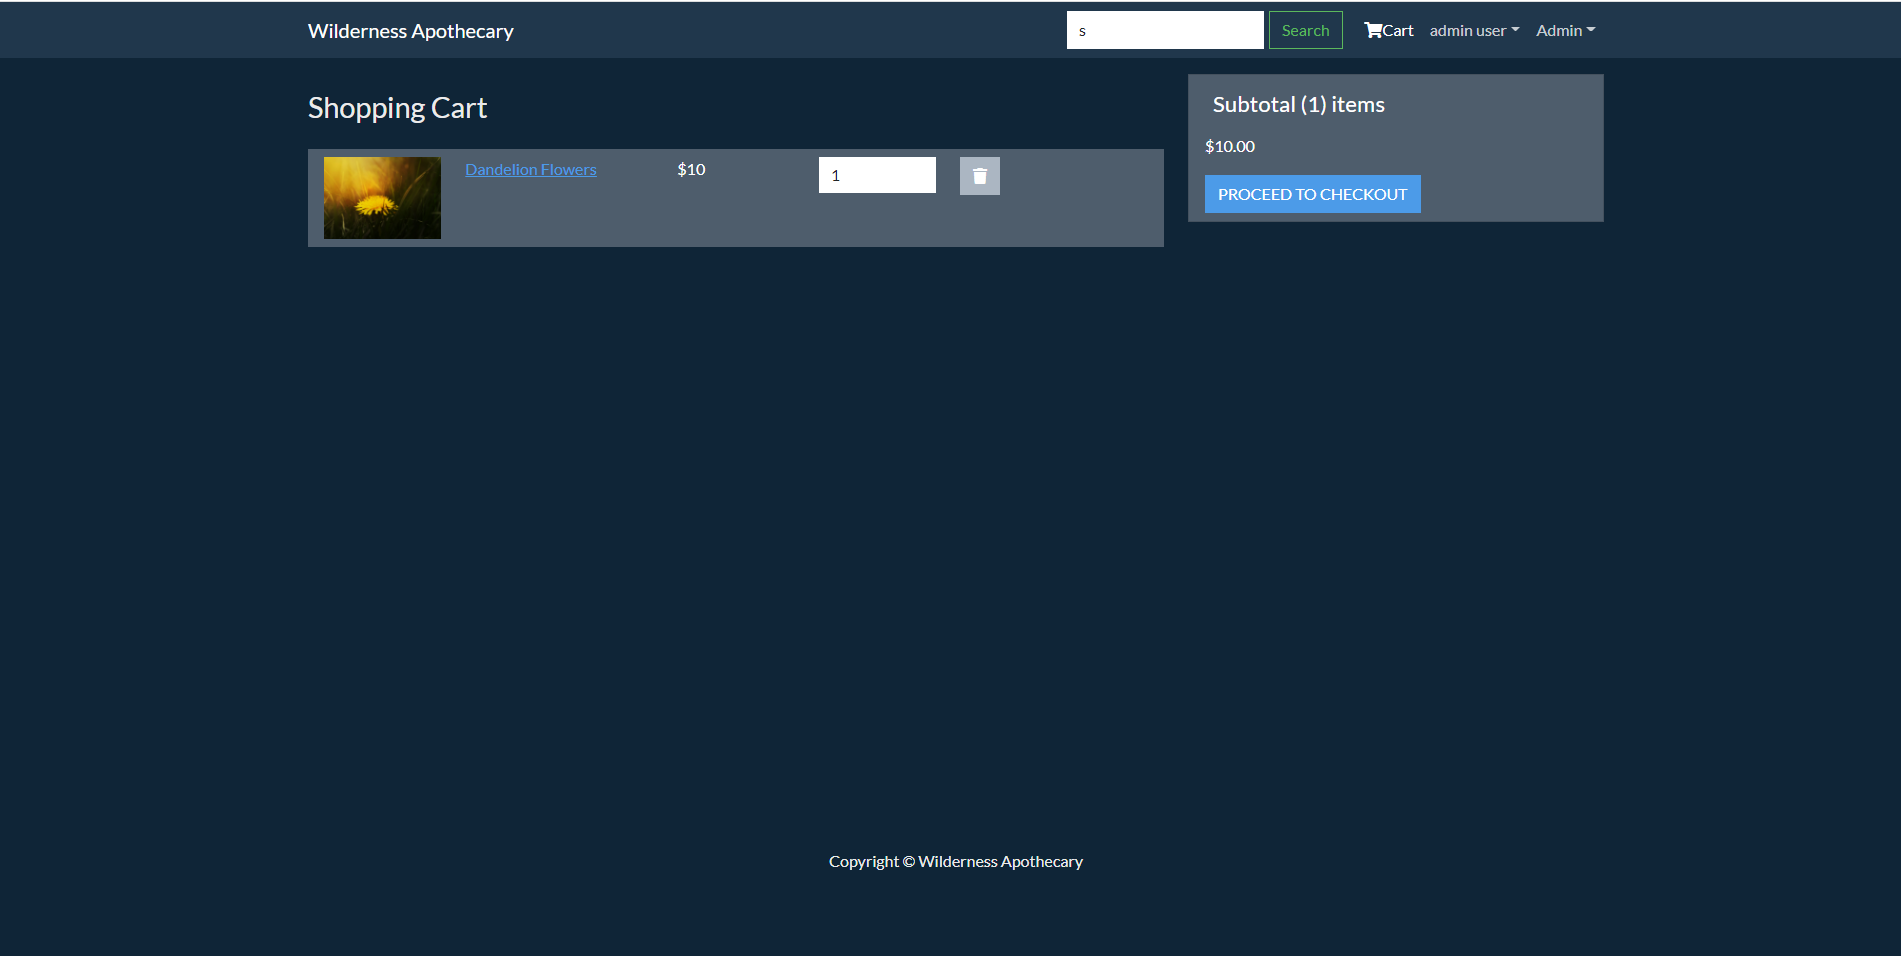 Wilderness Apothecary
s
Search
Cart
admin user
Admin
Shopping Cart
Dandelion Flowers
$10
1
Subtotal (1) items
$10.00
PROCEED TO CHECKOUT
Copyright © Wilderness Apothecary